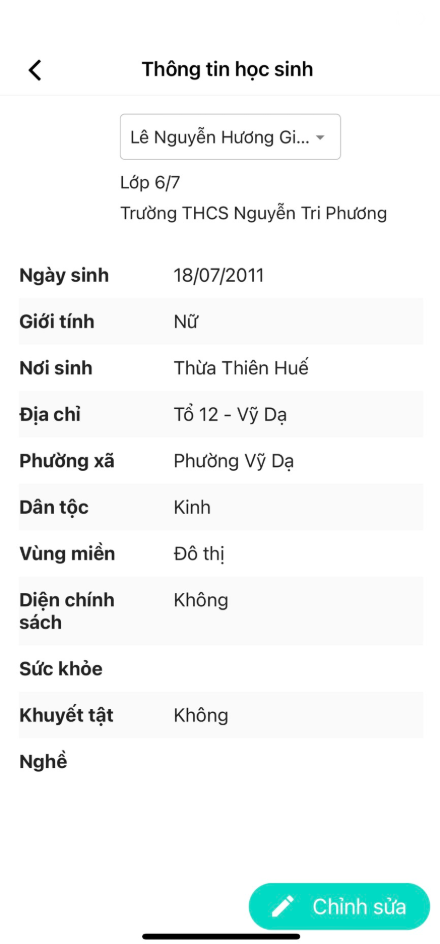 Thông tin học sinh
Lê Nguyễn Hương Gi...
Lớp 6/7
Trường THCS Nguyễn Tri Phương
Ngày sinh 18/07/2011
Giới tính Nữ
Nơi sinh Thừa Thiên Huế
Địa chỉ Tổ 12 - Vỹ Dạ
Phường xã Phường Vỹ Dạ
Dân tộc Kinh
Vùng miền Đô thị
Diện chính Không
sách
Sức khỏe
Khuyết tật Không
Nghề
Chỉnh sửa